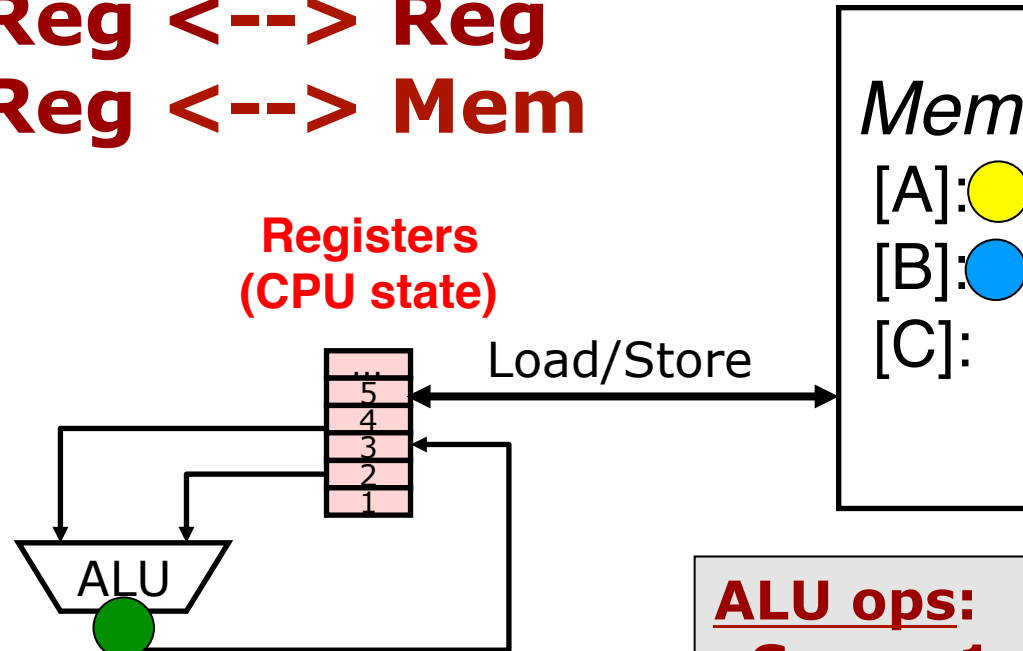 Reg <--> Reg
Reg <--> Mem
Mem
[A]:
[B]:
[C]:
Registers
(CPU state)
Load/Store
...
5
4
3
2
1
ALU
ALU ops: